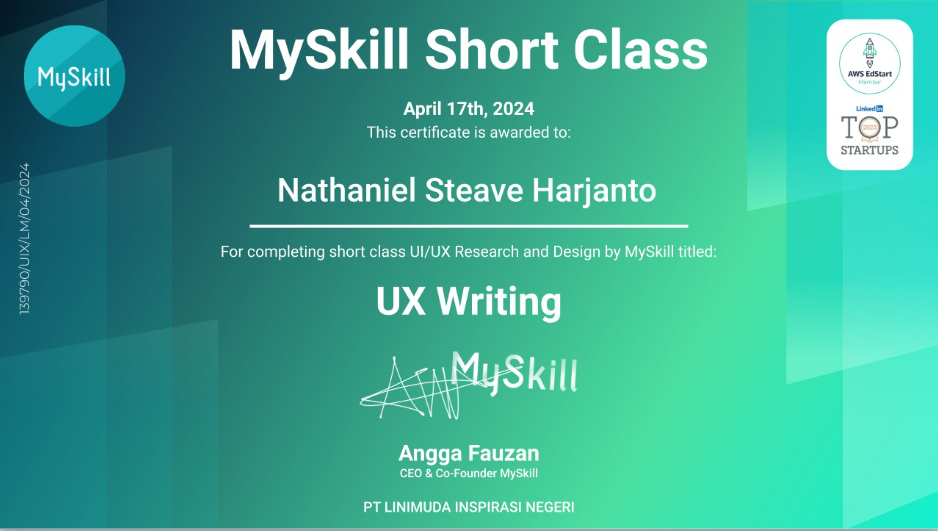 MySkill
MySkill Short Class
AWS EdStart
Member
LinkedIn
TOP
2022
STARTUPS
April 17th, 2024
This certificate is awarded to:
139790/UIX/LM/04/2024
Nathaniel Steave Harjanto
For completing short class UI/UX Research and Design by MySkill titled:
UX Writing
MySkill
Angga Fauzan
CEO & Co-Founder MySkill
PT LINIMUDA INSPIRASI NEGERI